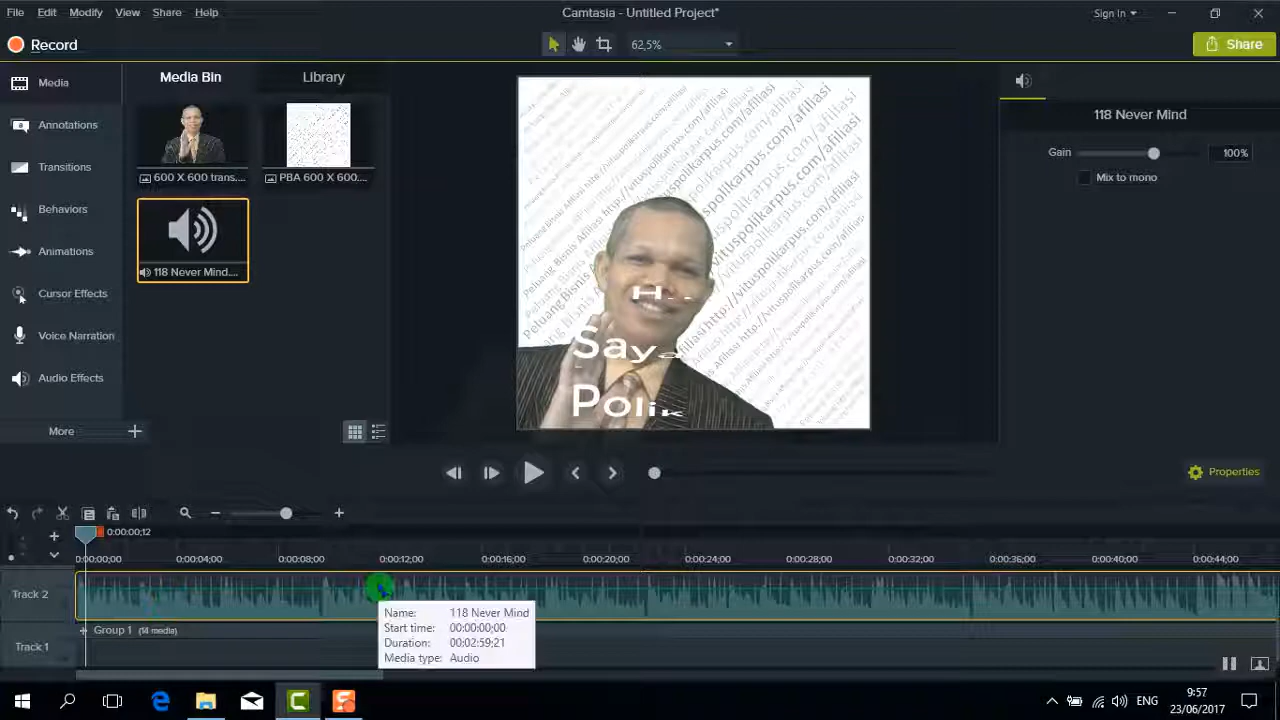 File Edit Modify View Share Help
Camtasia - Untitled Project*
Sign In
Record
62,5%
Share
Media
Annotations
Transitions
Behaviors
Animations
Cursor Effects
Voice Narration
Audio Effects
More
Media Bin
Library
600 X 600 trans....
PBA 600 X 600...
118 Never Mind....
Say
Polik
118 Never Mind
Gain
100%
Mix to mono
Properties
0:00:00;12
0:00:00;00 0:00:04;00 0:00:08;00 0:00:12;00 0:00:16;00 0:00:20;00 0:00:24;00 0:00:28;00 0:00:32;00 0:00:36;00 0:00:40;00 0:00:44;00
Track 2
Name: 118 Never Mind
Start time: 00:00:00;00
Duration: 00:02:59;21
Media type: Audio
Group 1 (14 media)
Track 1
ENG
9:57
23/06/2017